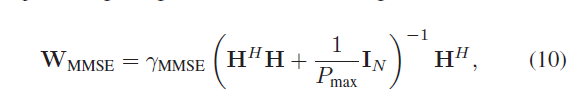 W_MMSE = γ_MMSE ( H^H H + 1/P_max I_N )^{-1} H^H, (10)